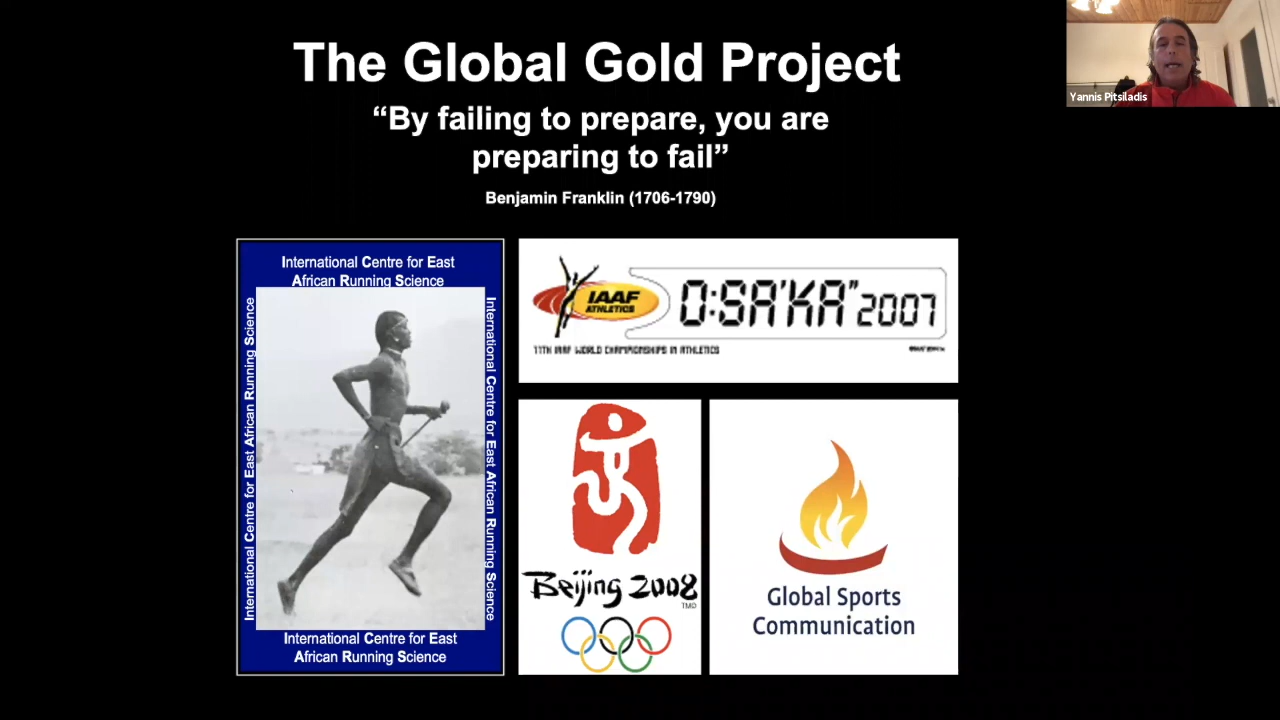 The Global Gold Project
“By failing to prepare, you are
preparing to fail”
Benjamin Franklin (1706-1790)
Yannis Pitsiladis
International Centre for East
African Running Science
International Centre for East African Running Science
International Centre for East African Running Science
International Centre for East
African Running Science
IAAF
ATHLETICS
O:SA'KA"2007
11TH IAAF WORLD CHAMPIONSHIPS IN ATHLETICS
Beijing 2008
Global Sports
Communication